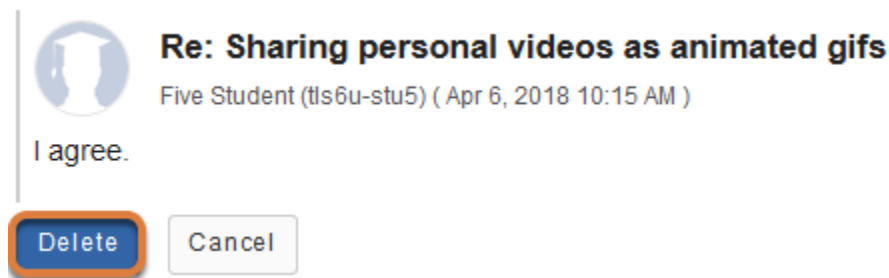 Re: Sharing personal videos as animated gifs
Five Student (tls6u-stu5) ( Apr 6, 2018 10:15 AM )
I agree.
Delete Cancel